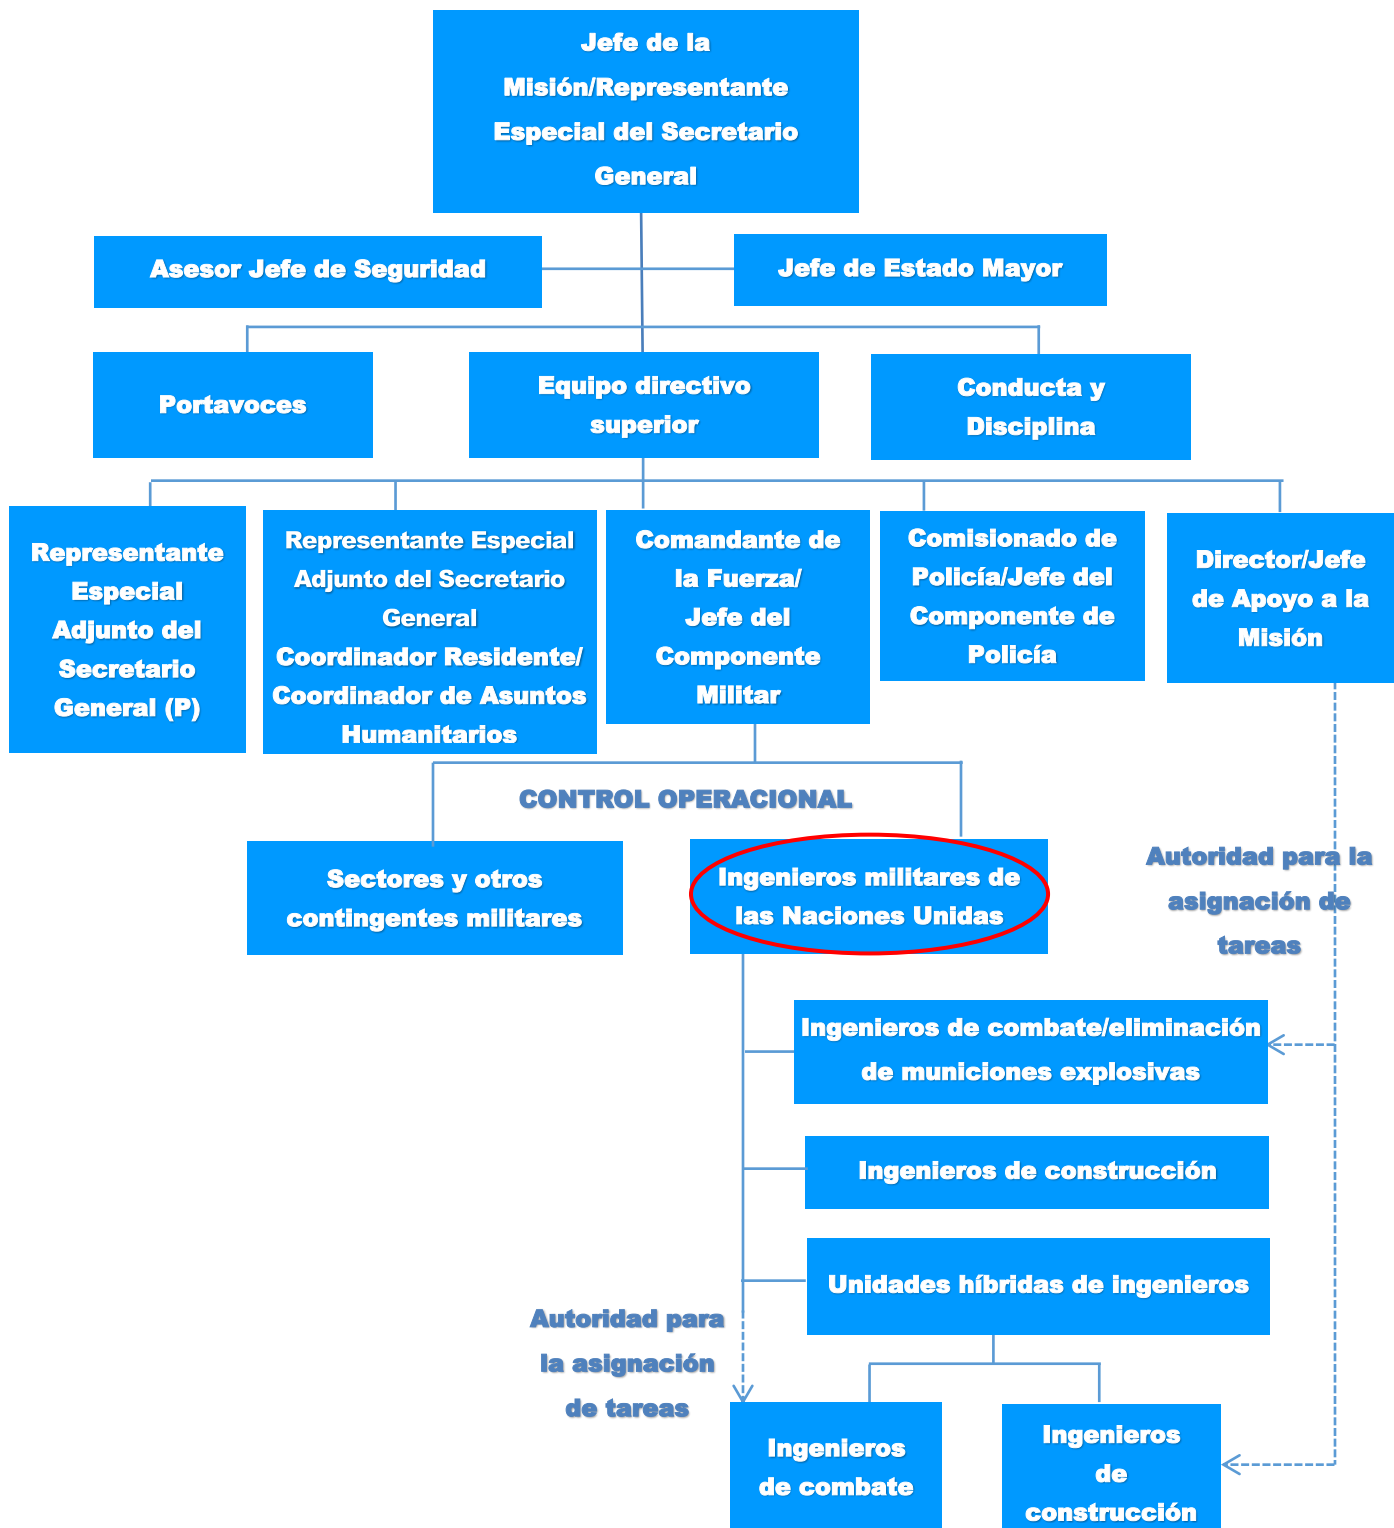 Jefe de la
Misión/Representante
Especial del Secretario
General
Asesor Jefe de Seguridad
Jefe de Estado Mayor
Portavoces
Equipo directivo
superior
Conducta y
Disciplina
Representante
Especial
Adjunto del
Secretario
General (P)
Representante Especial
Adjunto del Secretario
General
Coordinador Residente/
Coordinador de Asuntos
Humanitarios
Comandante de
la Fuerza/
Jefe del
Componente
Militar
Comisionado de
Policía/Jefe del
Componente de
Policía
Director/Jefe
de Apoyo a la
Misión
CONTROL OPERACIONAL
Sectores y otros
contingentes militares
Ingenieros militares de
las Naciones Unidas
Autoridad para la
asignación de
tareas
Ingenieros de combate/eliminación
de municiones explosivas
Ingenieros de construcción
Unidades híbridas de ingenieros
Autoridad para
la asignación
de tareas
Ingenieros
de combate
Ingenieros
de
construcción